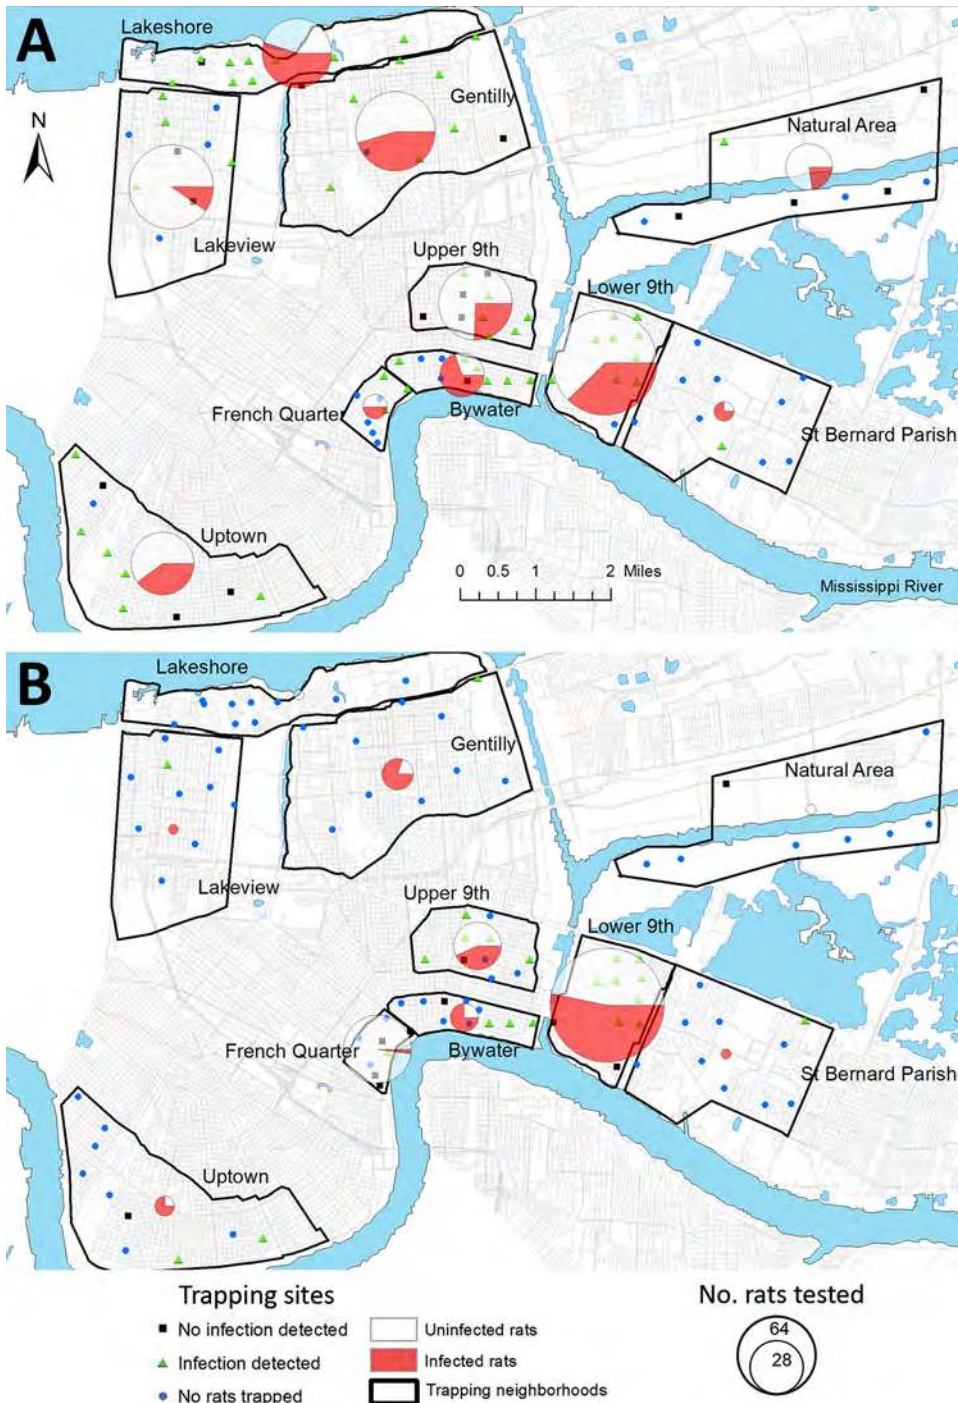 A
Lakeshore
N
Gentilly
Natural Area
Lakeview
Upper 9th
Lower 9th
French Quarter
Bywater
St Bernard Parish
Uptown
0 0.5 1 2 Miles
Mississippi River
B
Lakeshore
Gentilly
Natural Area
Lakeview
Upper 9th
Lower 9th
French Quarter
Bywater
St Bernard Parish
Uptown
Trapping sites
No infection detected
Infection detected
No rats trapped
Uninfected rats
Infected rats
Trapping neighborhoods
No. rats tested
64
28